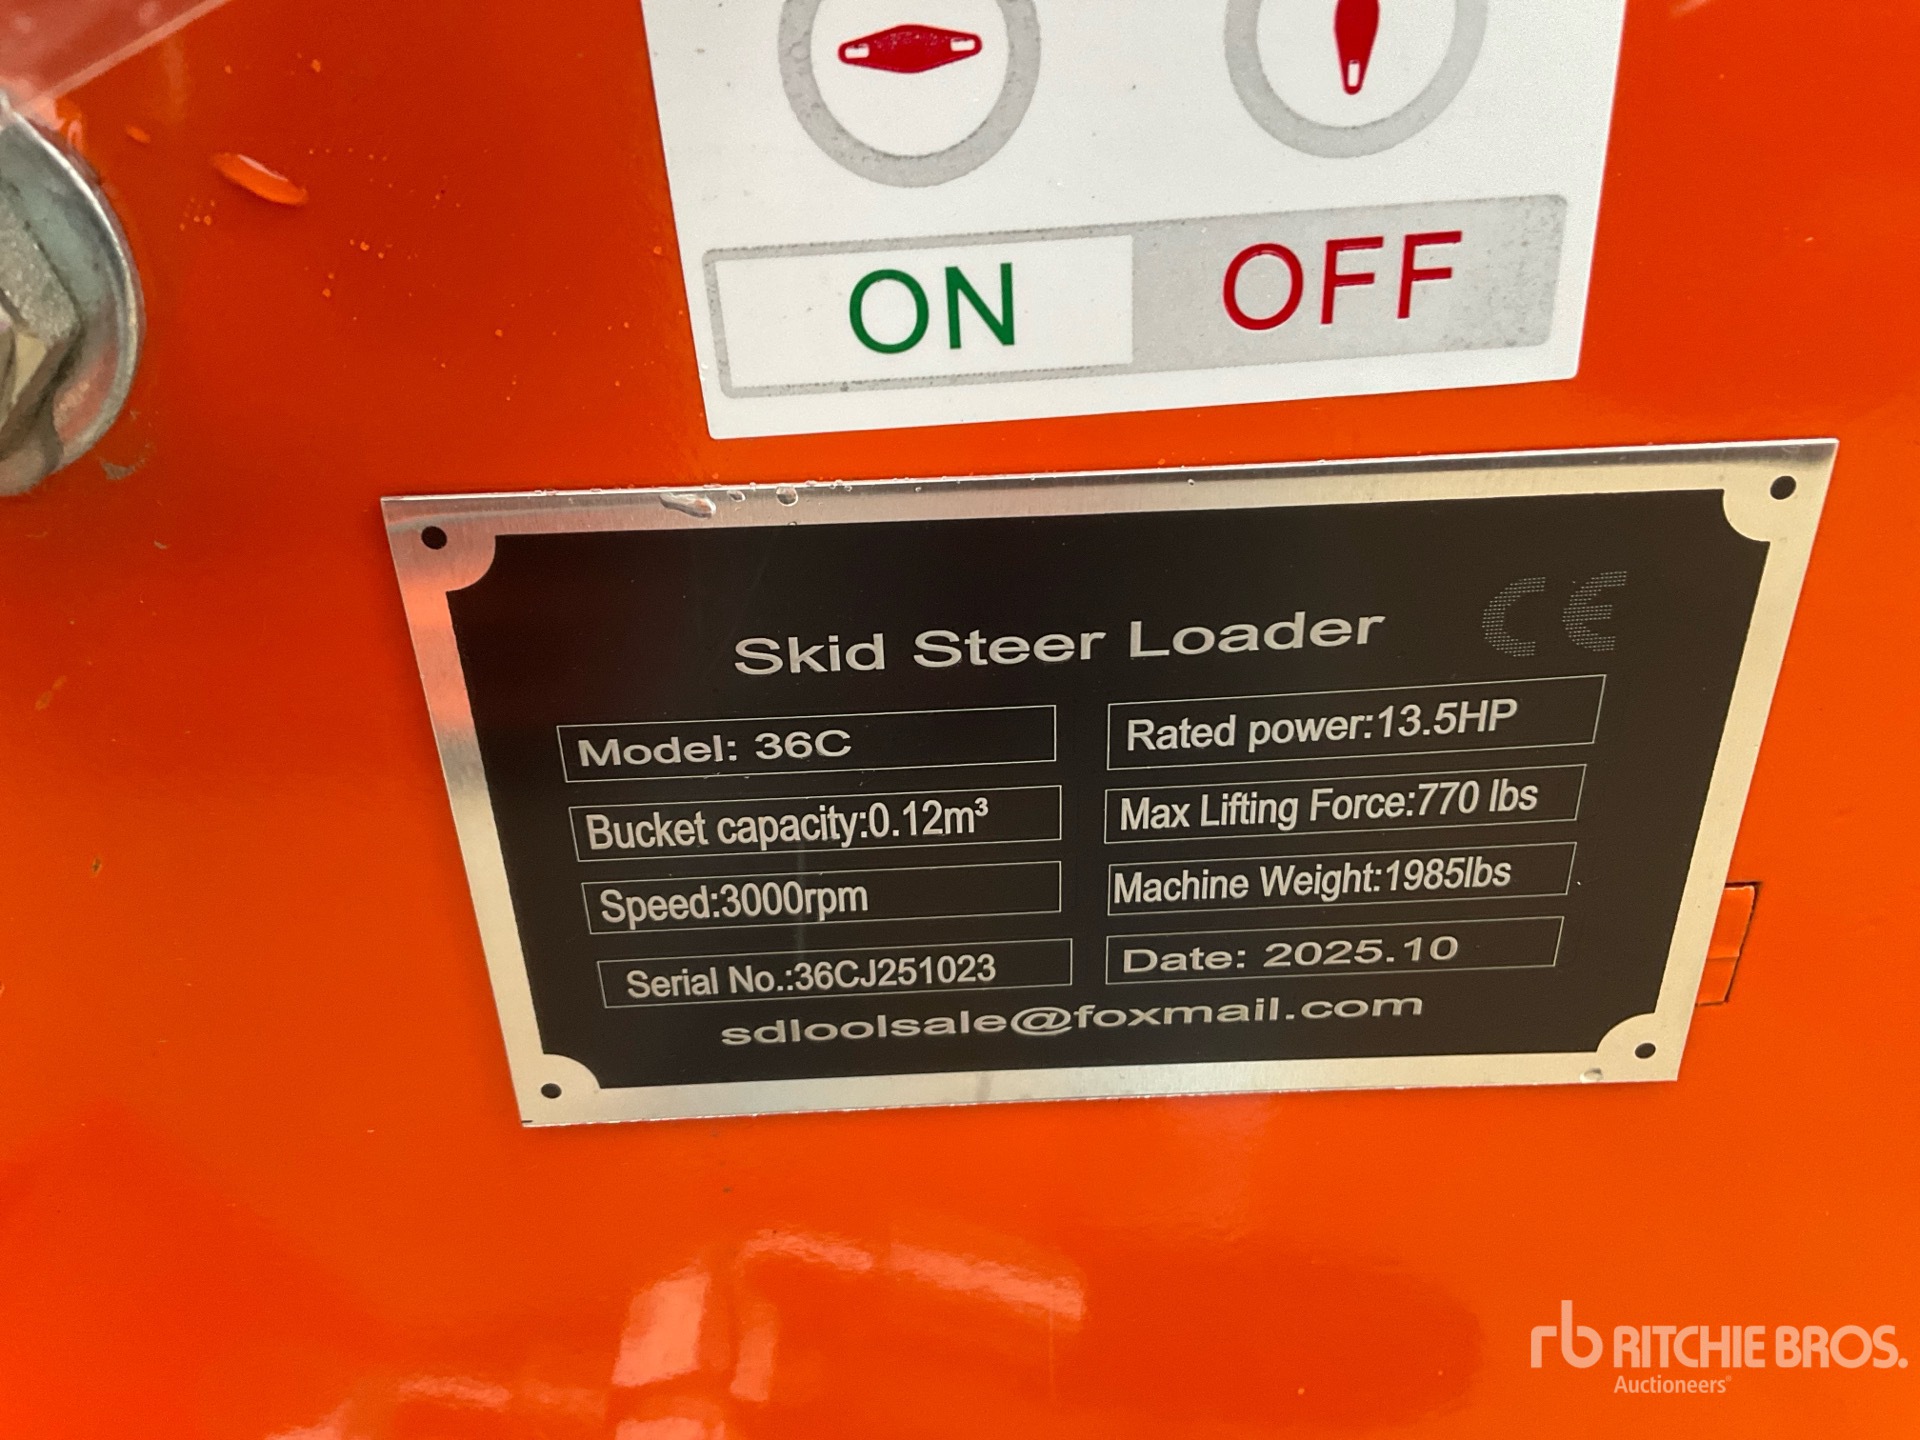 ON OFF
Skid Steer Loader CE
Model: 36C
Rated power:13.5HP
Bucket capacity:0.12m³
Max Lifting Force:770 lbs
Speed:3000rpm
Machine Weight:1985lbs
Serial No.:36CJ251023
Date: 2025.10
sdloolsale@foxmail.com
rb RITCHIE BROS.
Auctioneers